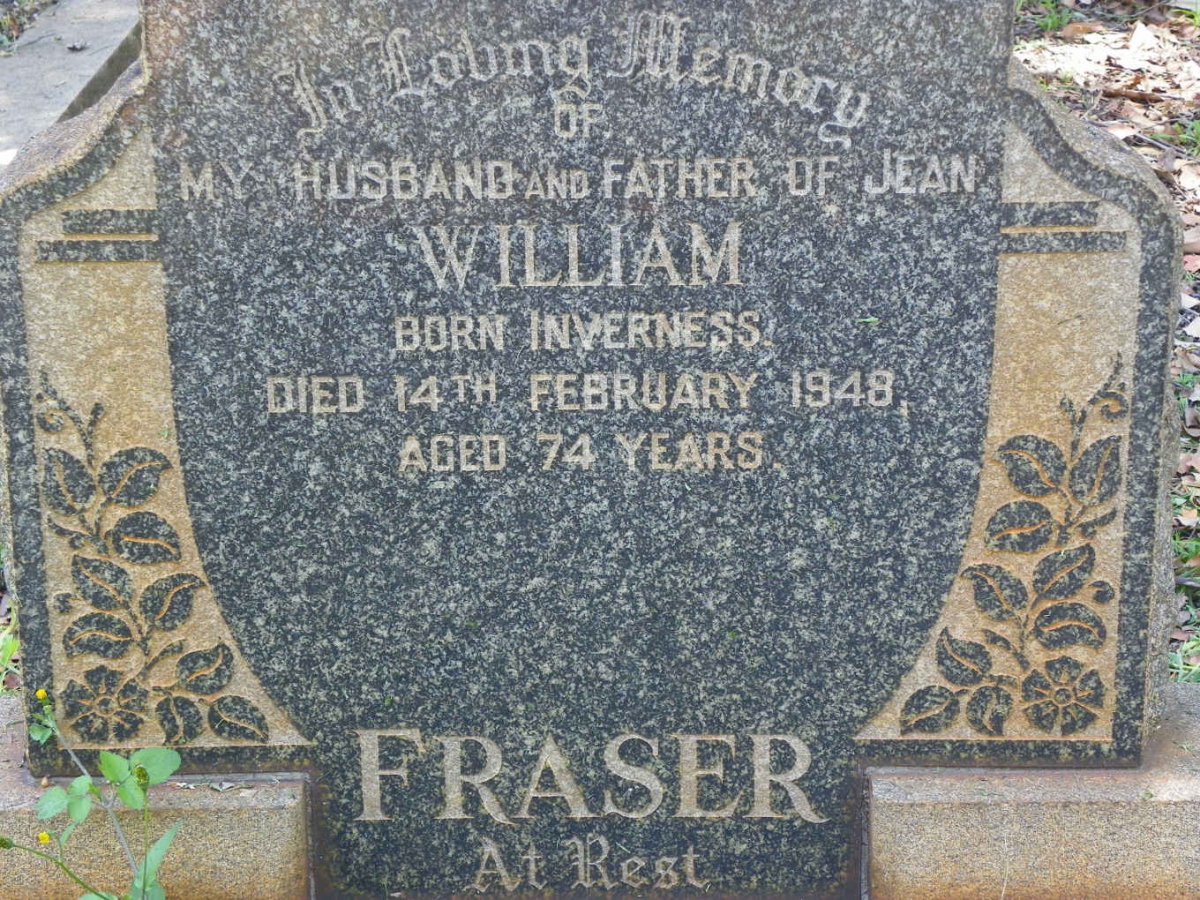 In Loving Memory
OF.
MY HUSBAND AND FATHER OF JEAN
WILLIAM
BORN INVERNESS.
DIED 14TH FEBRUARY 1948,
AGED 74 YEARS.
FRASER
At Rest